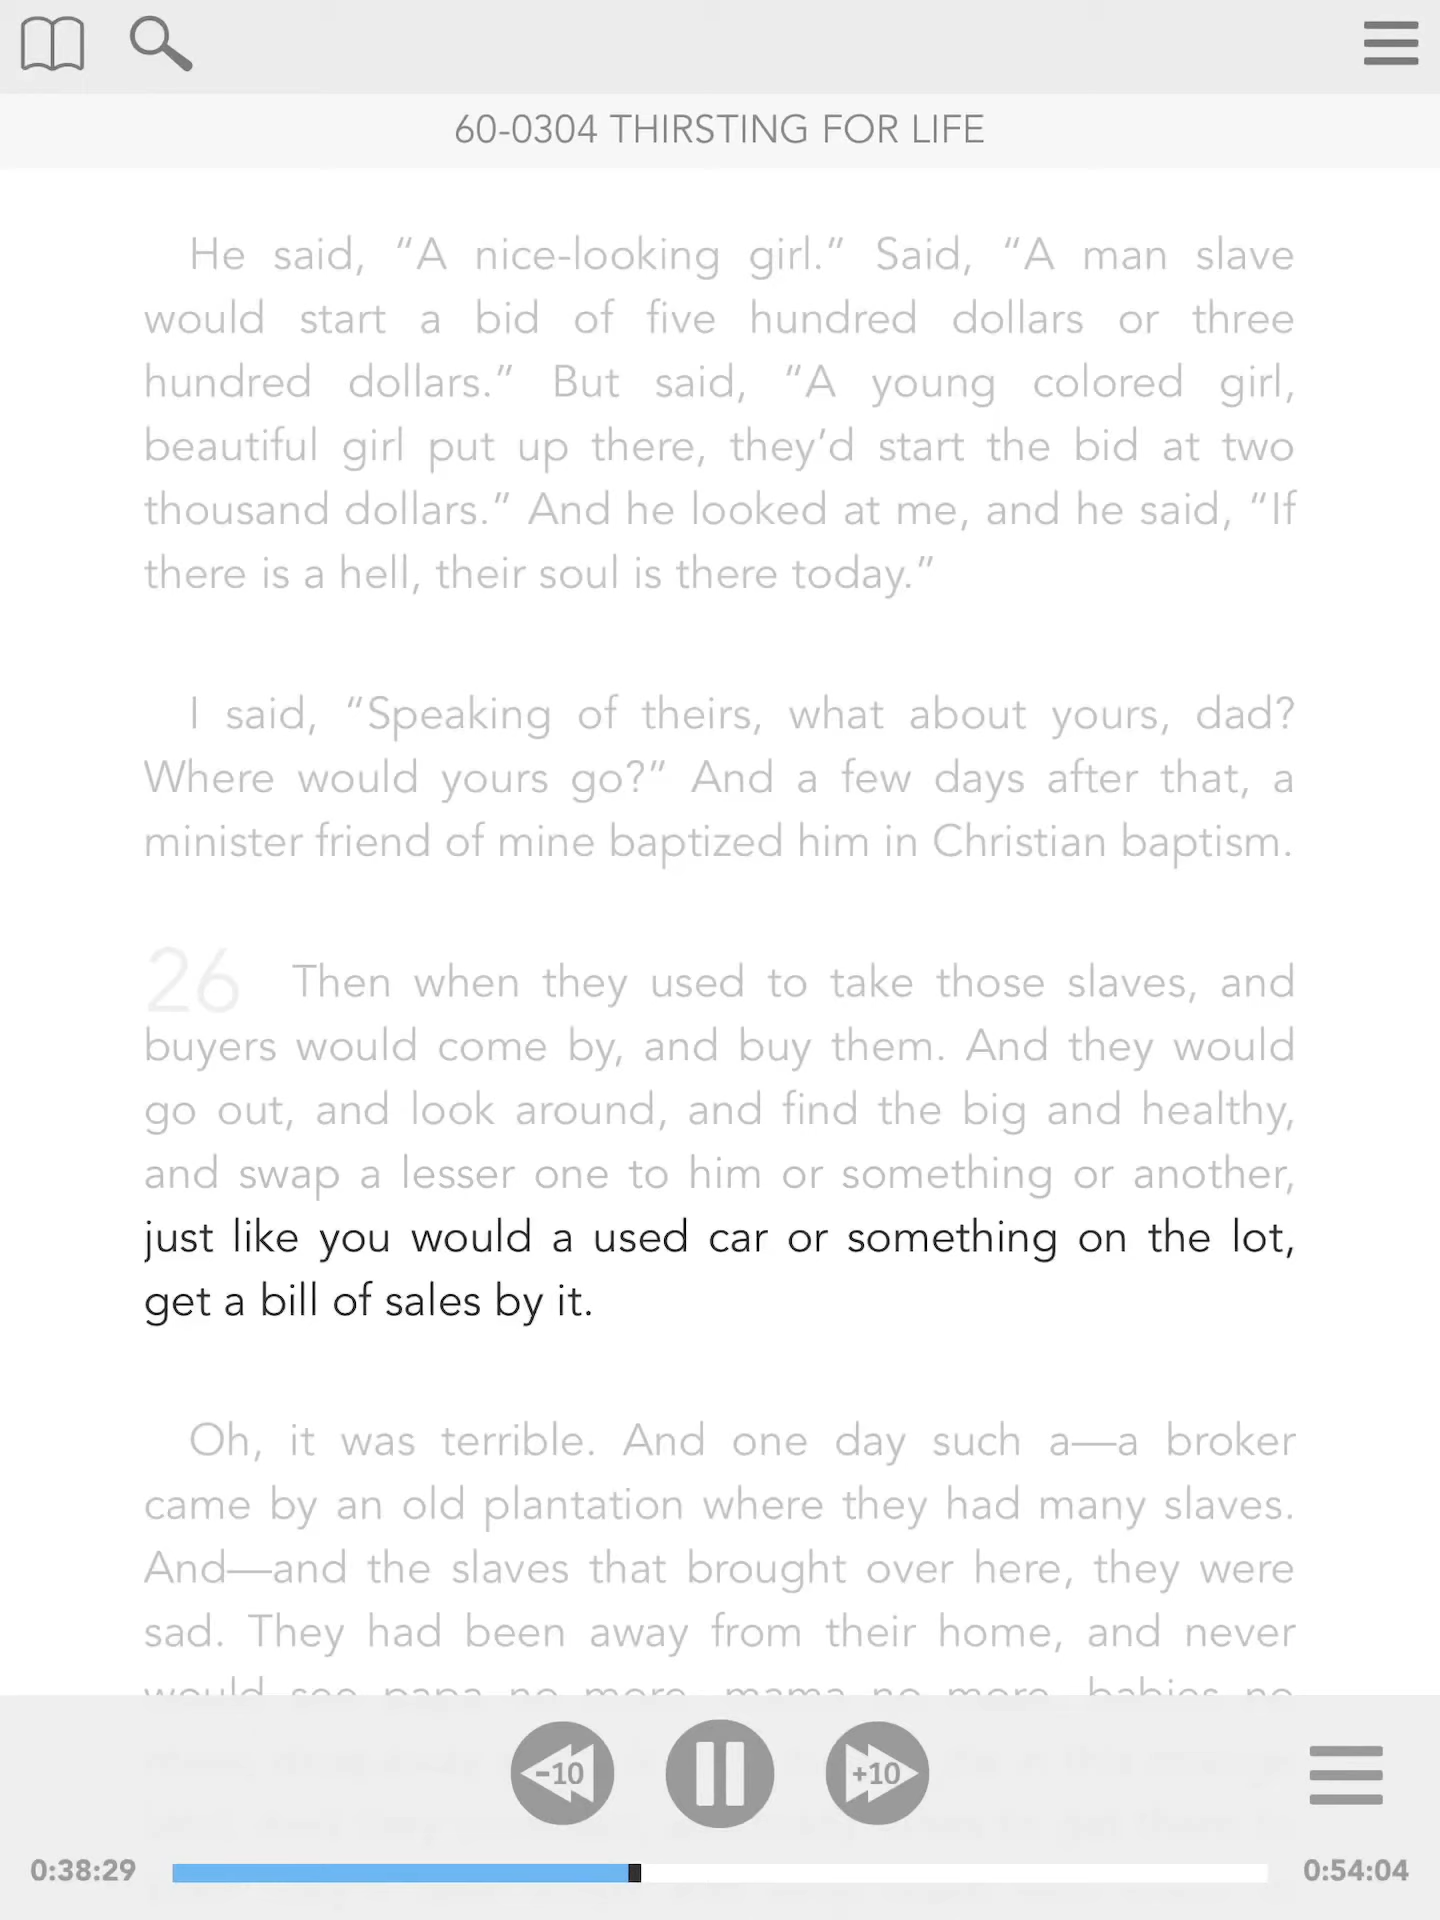 60-0304 THIRSTING FOR LIFE
He said, “A nice-looking girl.” Said, “A man slave
would start a bid of five hundred dollars or three
hundred dollars.” But said, “A young colored girl,
beautiful girl put up there, they’d start the bid at two
thousand dollars.” And he looked at me, and he said, “If
there is a hell, their soul is there today.”
I said, “Speaking of theirs, what about yours, dad?
Where would yours go?” And a few days after that, a
minister friend of mine baptized him in Christian baptism.
26 Then when they used to take those slaves, and
buyers would come by, and buy them. And they would
go out, and look around, and find the big and healthy,
and swap a lesser one to him or something or another,
just like you would a used car or something on the lot,
get a bill of sales by it.
Oh, it was terrible. And one day such a—a broker
came by an old plantation where they had many slaves.
And—and the slaves that brought over here, they were
sad. They had been away from their home, and never
would see papa no more, mama no more, babies no
-10 +10
0:38:29 0:54:04